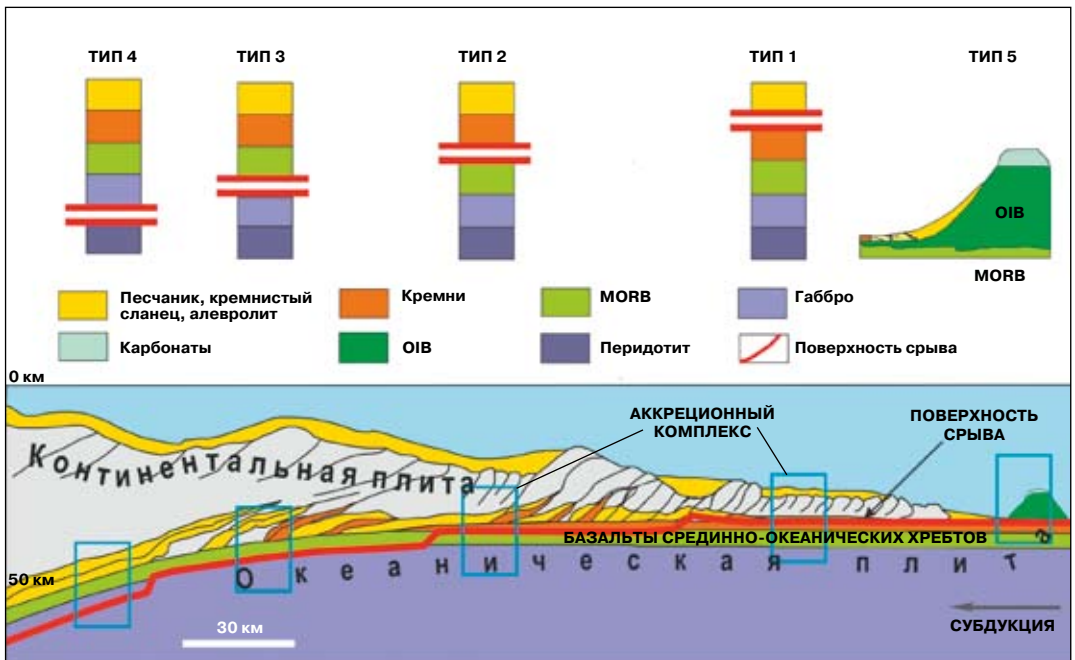 ТИП 4
ТИП 3
ТИП 2
ТИП 1
ТИП 5
OIB
MORB
Песчаник, кремнистый
сланец, алевролит
Кремни
MORB
Габбро
Карбонаты
OIB
Перидотит
Поверхность срыва
0 км
АККРЕЦИОННЫЙ
КОМПЛЕКС
ПОВЕРХНОСТЬ
СРЫВА
Континентальная плита
БАЗАЛЬТЫ СРЕДИННО-ОКЕАНИЧЕСКИХ ХРЕБТОВ
Океаническая плита
50 км
30 км
СУБДУКЦИЯ